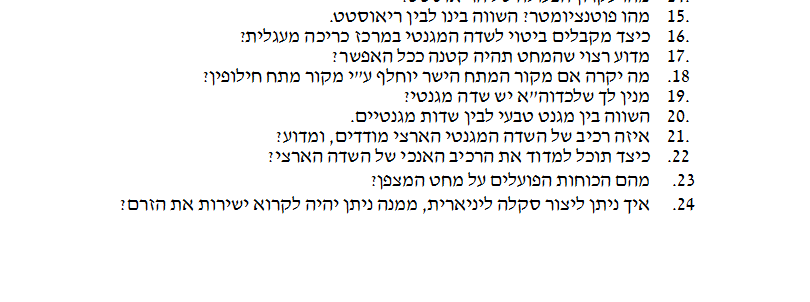 15. מהו פוטנציומטר? השווה בינו לבין ריאוסטט.
16. כיצד מקבלים ביטוי לשדה המגנטי במרכז כריכה מעגלית?
17. מדוע רצוי שהמחט תהיה קטנה ככל האפשר?
18. מה יקרה אם מקור המתח הישר יוחלף ע״י מקור מתח חילופין?
19. מנין לך שלכדוה״א יש שדה מגנטי?
20. השווה בין מגנט טבעי לבין שדות מגנטיים.
21. איזה רכיב של השדה המגנטי הארצי מודדים, ומדוע?
22. כיצד תוכל למדוד את הרכיב האנכי של השדה הארצי?
23. מהם הכוחות הפועלים על מחט המצפן?
24. איך ניתן ליצור סקלה ליניארית, ממנה ניתן יהיה לקרוא ישירות את הזרם?